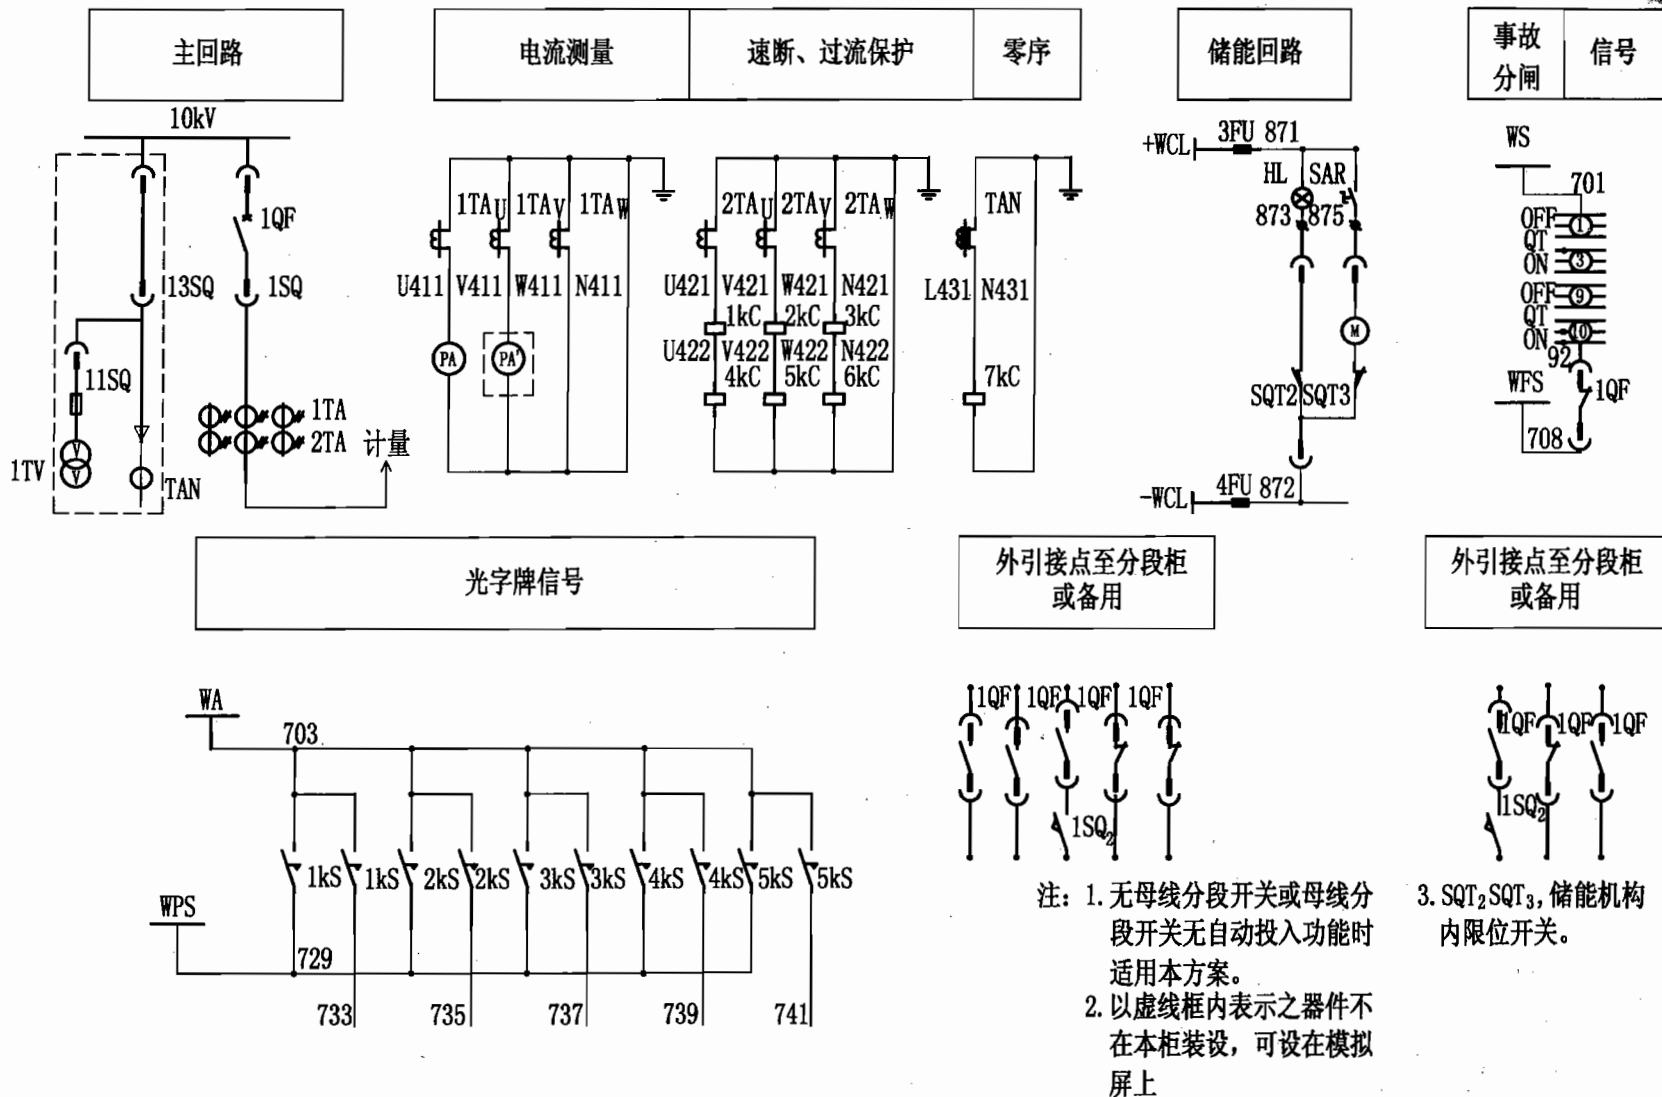 主回路
电流测量
速断、过流保护
零序
储能回路
事故
分闸
信号
10kV
1QF
13SQ
1SQ
11SQ
1TA
2TA
计量
1TV
V
V
TAN
1TAU 1TAV 1TAW
U411 V411 W411 N411
PA PA'
2TAU 2TAV 2TAW
U421 V421 W421 N421
1kC 2kC 3kC
U422 V422 W422 N422
4kC 5kC 6kC
TAN
L431 N431
7kC
+WCL 3FU 871
HL SAR
873 875
M
SQT2 SQT3
-WCL 4FU 872
WS
701
OFF 1
QT
ON 3
OFF 9
QT
ON 10
92
WFS 1QF
708
光字牌信号
外引接点至分段柜
或备用
外引接点至分段柜
或备用
WA
703
1kS 1kS 2kS 2kS 3kS 3kS 4kS 4kS 5kS 5kS
WPS
729
733 735 737 739 741
1QF 1QF 1QF 1QF
1SQ2
1QF 1QF 1QF
1SQ2
注：1. 无母线分段开关或母线分
段开关无自动投入功能时
适用本方案。
2. 以虚线框内表示之器件不
在本柜装设，可设在模拟
屏上
3. SQT2SQT3, 储能机构
内限位开关。